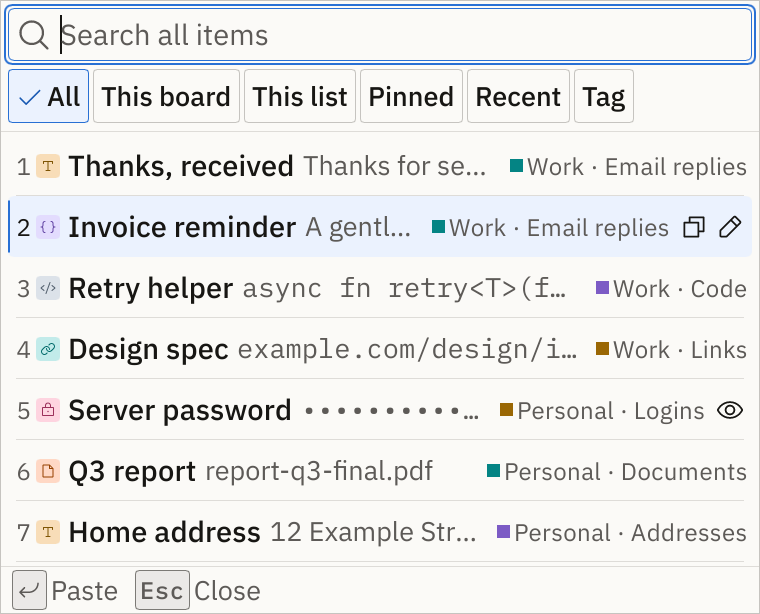 Search all items
All This board This list Pinned Recent Tag
1 T Thanks, received Thanks for se... Work · Email replies
2 {} Invoice reminder A gentl... Work · Email replies
3 </> Retry helper async fn retry<T>(f... Work · Code
4 Design spec example.com/design/i... Work · Links
5 Server password ••••••••••... Personal · Logins
6 Q3 report report-q3-final.pdf Personal · Documents
7 T Home address 12 Example Str... Personal · Addresses
Paste Esc Close